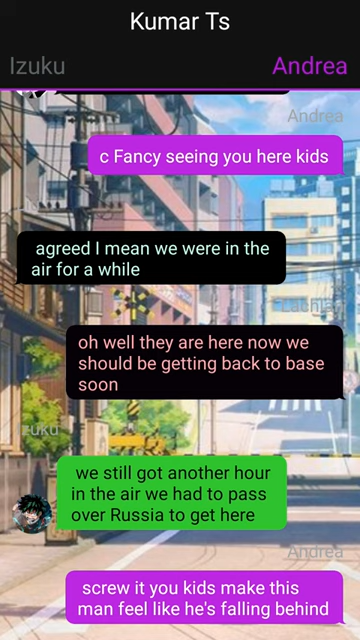 Kumar Ts
Izuku
Andrea
Andrea
c Fancy seeing you here kids
agreed I mean we were in the
air for a while
oh well they are here now we
should be getting back to base
soon
zuku
we still got another hour
in the air we had to pass
over Russia to get here
Andrea
screw it you kids make this
man feel like he's falling behind